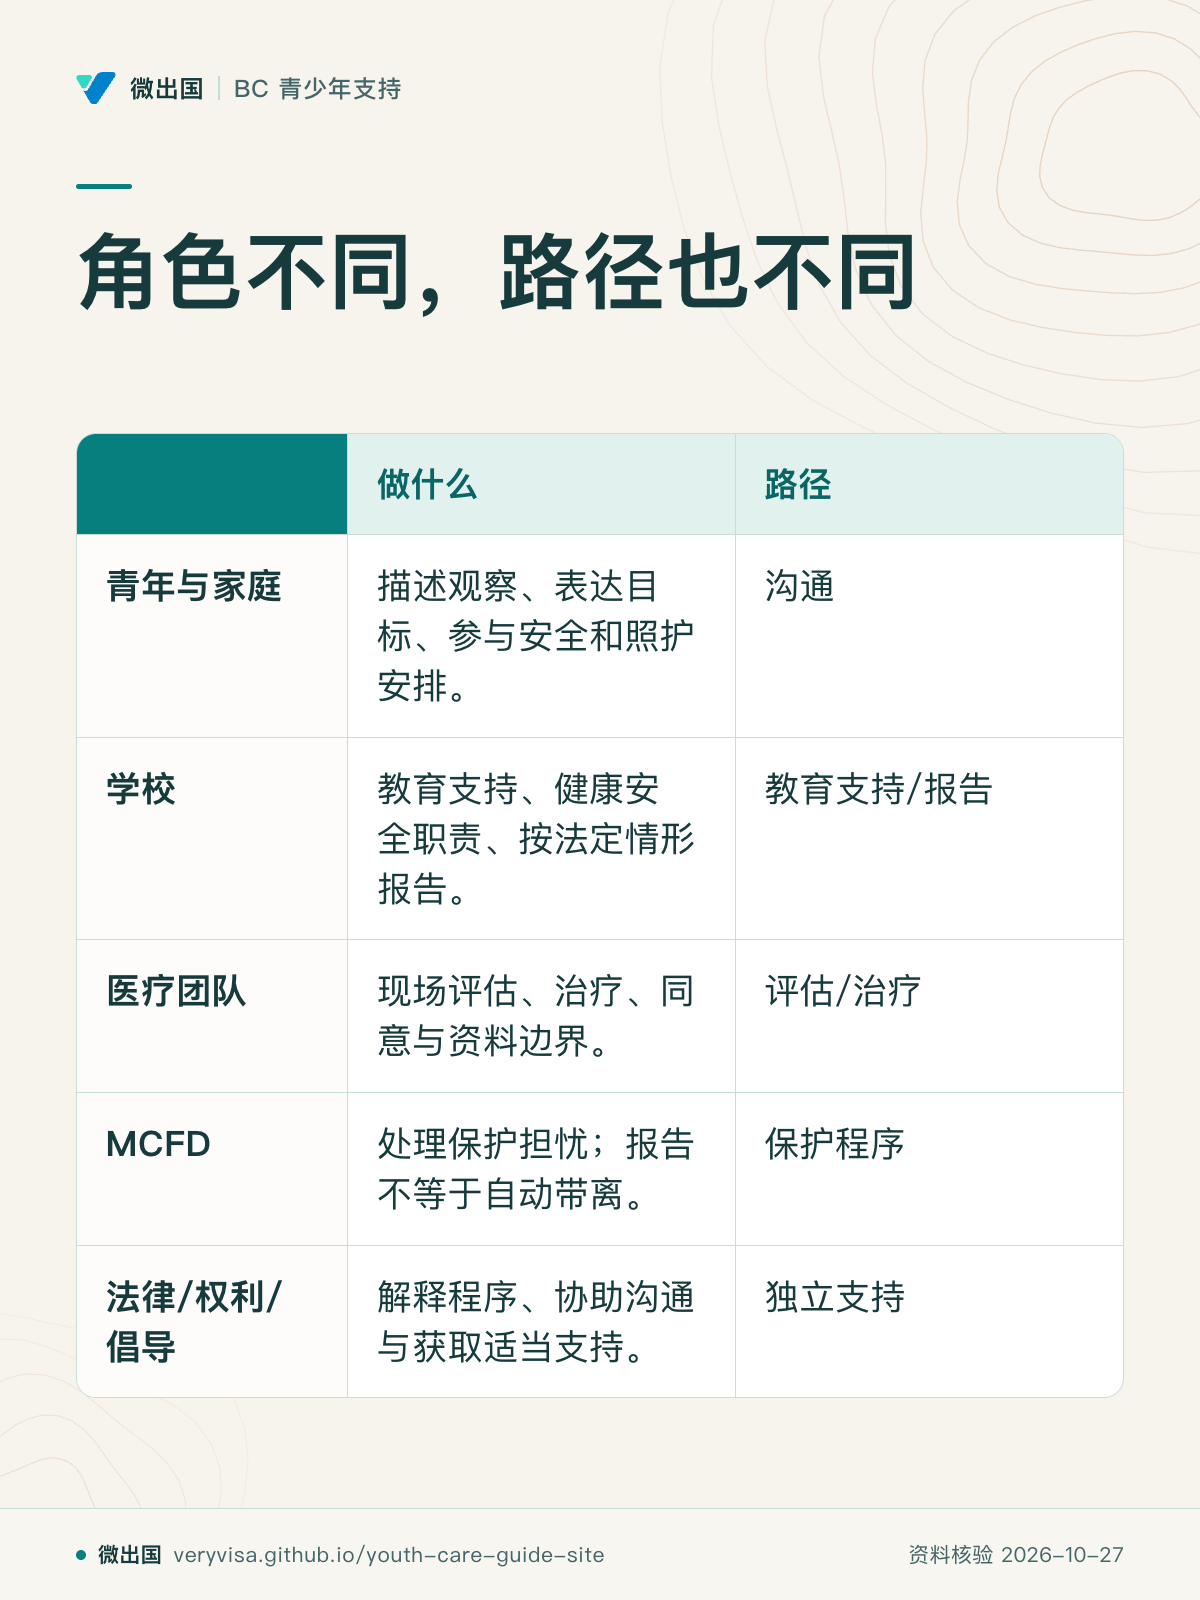 微出国 | BC 青少年支持
角色不同，路径也不同
做什么
路径
青年与家庭
描述观察、表达目
标、参与安全和照护
安排。
沟通
学校
教育支持、健康安
全职责、按法定情形
报告。
教育支持/报告
医疗团队
现场评估、治疗、同
意与资料边界。
评估/治疗
MCFD
处理保护担忧；报告
不等于自动带离。
保护程序
法律/权利/
倡导
解释程序、协助沟通
与获取适当支持。
独立支持
微出国 veryvisa.github.io/youth-care-guide-site
资料核验 2026-10-27